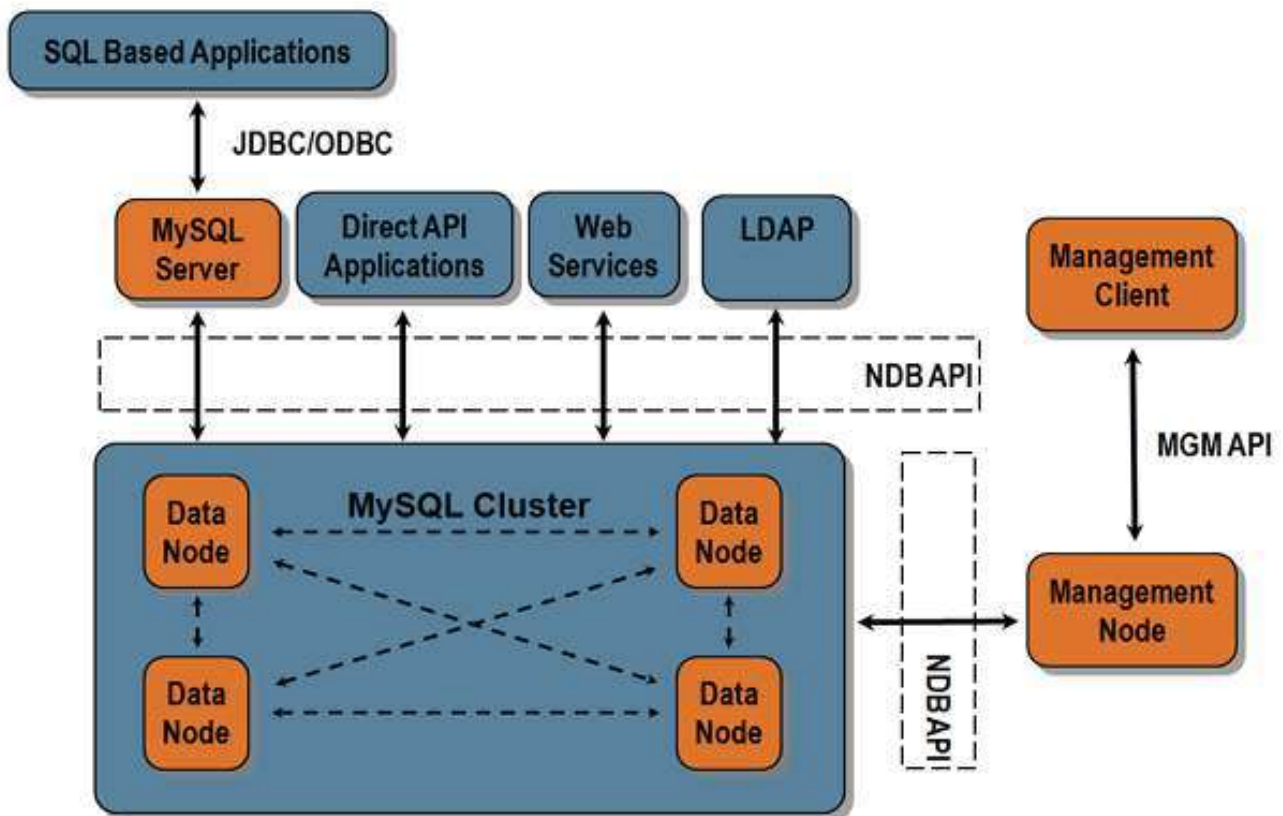 SQL Based Applications
JDBC/ODBC
MySQL
Server
Direct API
Applications
Web
Services
LDAP
Management
Client
NDB API
MGM API
MySQL Cluster
Data
Node
Data
Node
Data
Node
Data
Node
NDB API
Management
Node